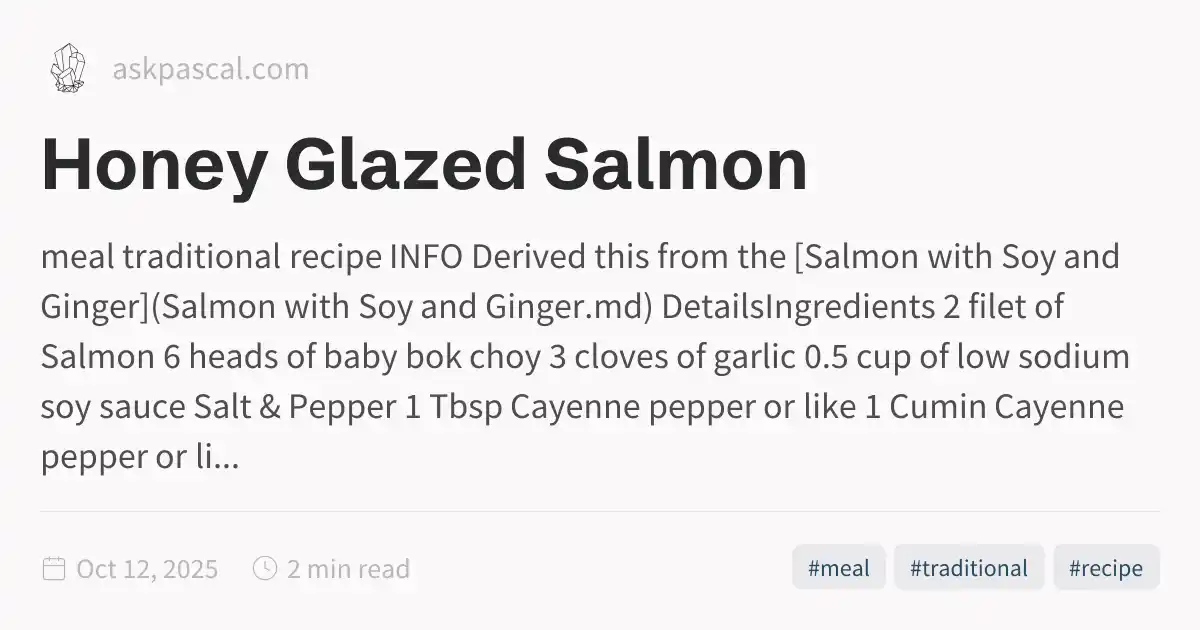 askpascal.com
Honey Glazed Salmon
meal traditional recipe INFO Derived this from the [Salmon with Soy and
Ginger](Salmon with Soy and Ginger.md) DetailsIngredients 2 filet of
Salmon 6 heads of baby bok choy 3 cloves of garlic 0.5 cup of low sodium
soy sauce Salt & Pepper 1 Tbsp Cayenne pepper or like 1 Cumin Cayenne
pepper or li...
Oct 12, 2025 2 min read #meal #traditional #recipe